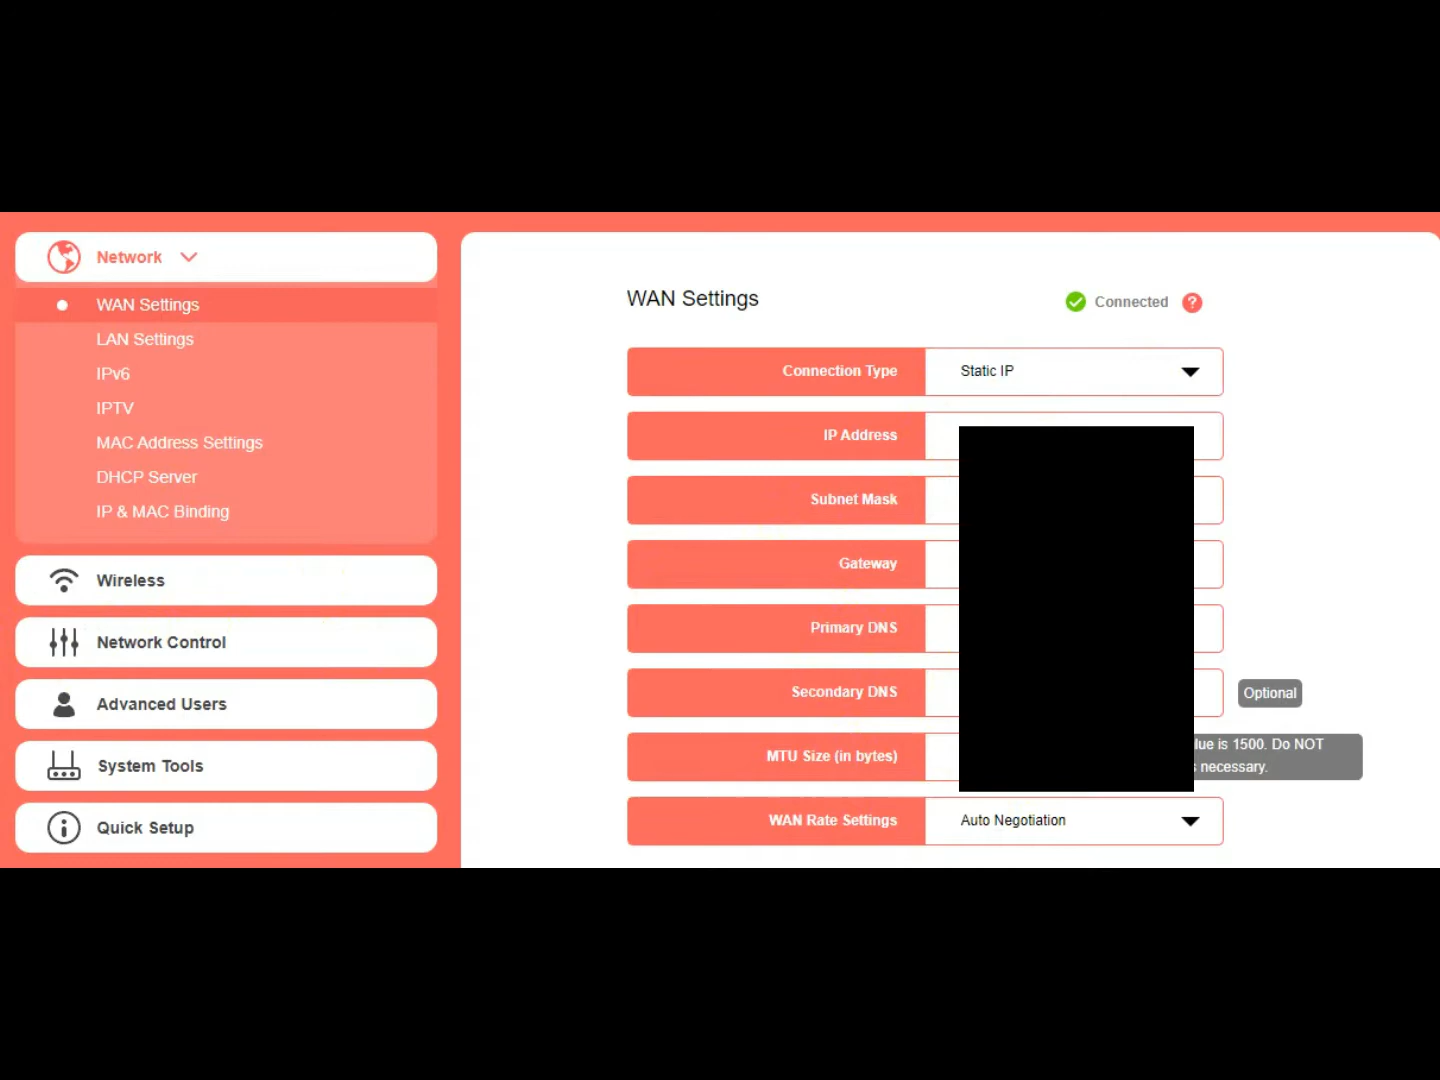 Network
WAN Settings
LAN Settings
IPv6
IPTV
MAC Address Settings
DHCP Server
IP & MAC Binding
Wireless
Network Control
Advanced Users
System Tools
Quick Setup
WAN Settings
Connected ?
Connection Type Static IP
IP Address
Subnet Mask
Gateway
Primary DNS
Secondary DNS Optional
MTU Size (in bytes)
is 1500. Do NOT
necessary.
WAN Rate Settings Auto Negotiation